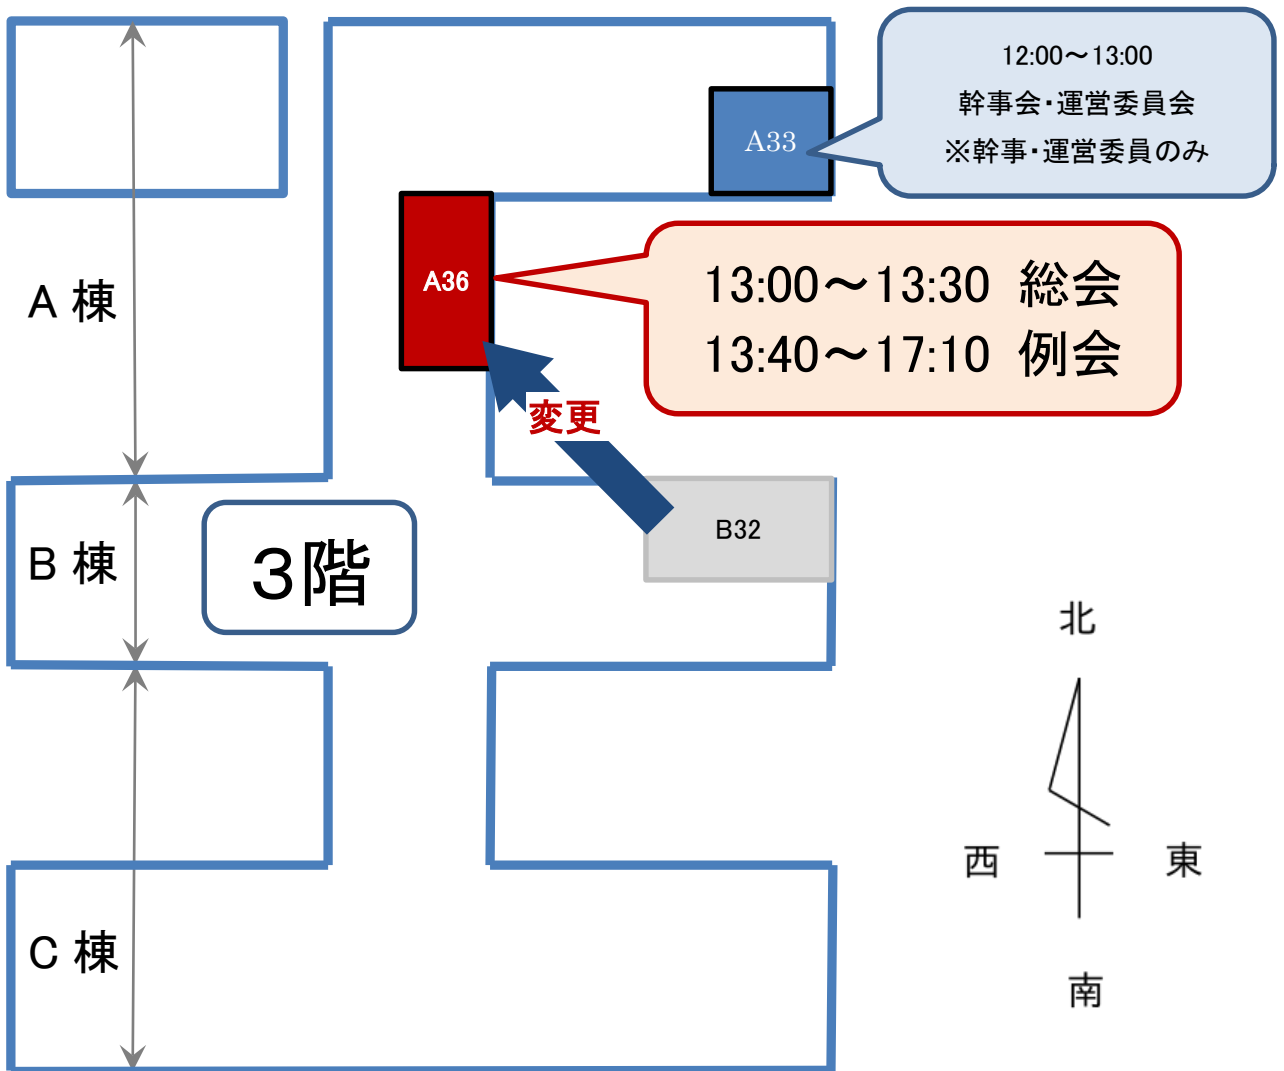 12:00～13:00
幹事会・運営委員会
※幹事・運営委員のみ
A33
A36
13:00～13:30 総会
13:40～17:10 例会
A 棟
変更
B32
B 棟
3階
北
西
東
南
C 棟